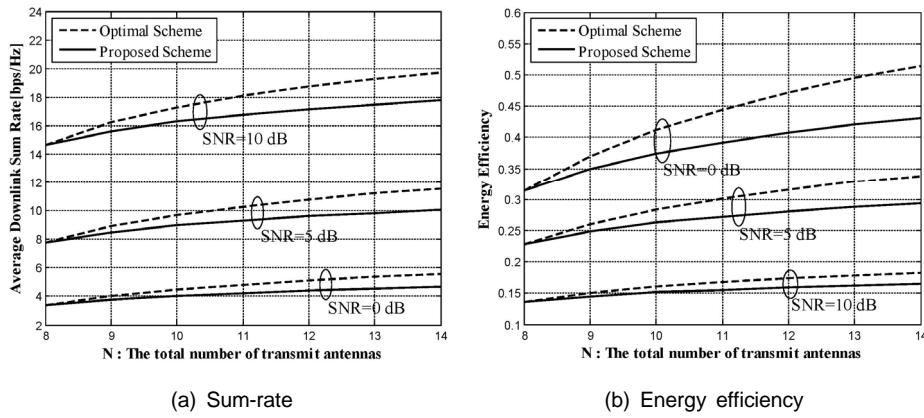 24
22
20
18
16
14
12
10
8
6
4
2
Average Downlink Sum Rate[bps/Hz]
Optimal Scheme
Proposed Scheme
SNR=10 dB
SNR=5 dB
SNR=0 dB
8 9 10 11 12 13 14
N : The total number of transmit antennas
(a) Sum-rate
0.6
0.55
0.5
0.45
0.4
0.35
0.3
0.25
0.2
0.15
0.1
Energy Efficiency
Optimal Scheme
Proposed Scheme
SNR=0 dB
SNR=5 dB
SNR=10 dB
8 9 10 11 12 13 14
N : The total number of transmit antennas
(b) Energy efficiency